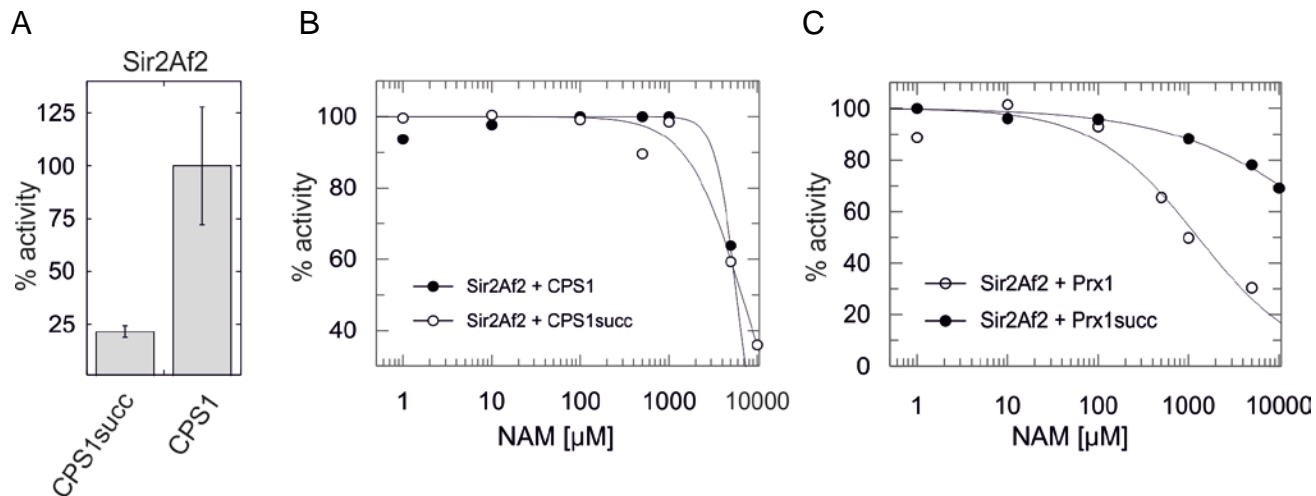 A
Sir2Af2
% activity
125
100
75
50
25
CPS1succ
CPS1
B
% activity
100
80
60
40
Sir2Af2 + CPS1
Sir2Af2 + CPS1succ
1 10 100 1000 10000
NAM [µM]
C
% activity
100
80
60
40
20
0
Sir2Af2 + Prx1
Sir2Af2 + Prx1succ
1 10 100 1000 10000
NAM [µM]